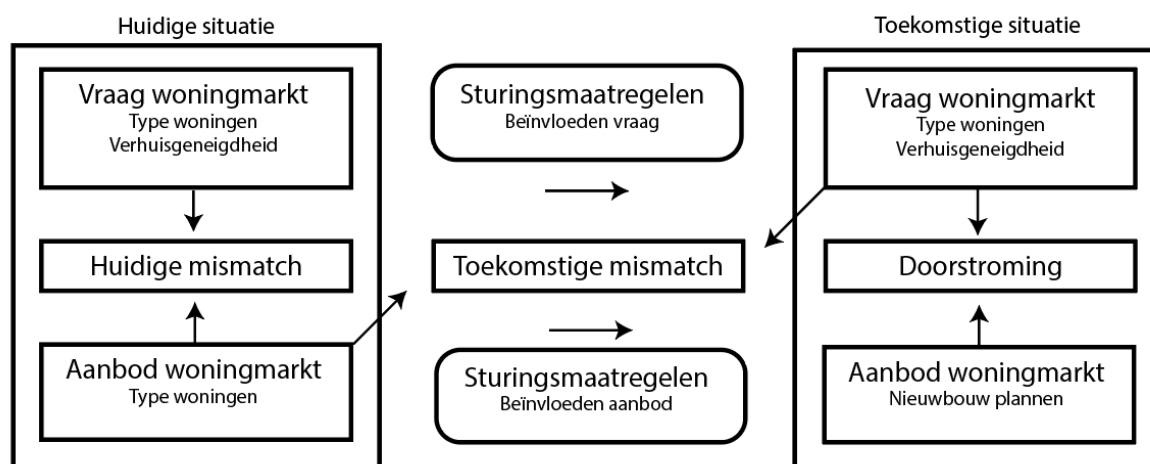 Huidige situatie
Vraag woningmarkt
Type woningen
Verhuisgeneigdheid
Huidige mismatch
Aanbod woningmarkt
Type woningen
Sturingsmaatregelen
Beïnvloeden vraag
Toekomstige mismatch
Sturingsmaatregelen
Beïnvloeden aanbod
Toekomstige situatie
Vraag woningmarkt
Type woningen
Verhuisgeneigdheid
Doorstroming
Aanbod woningmarkt
Nieuwbouw plannen